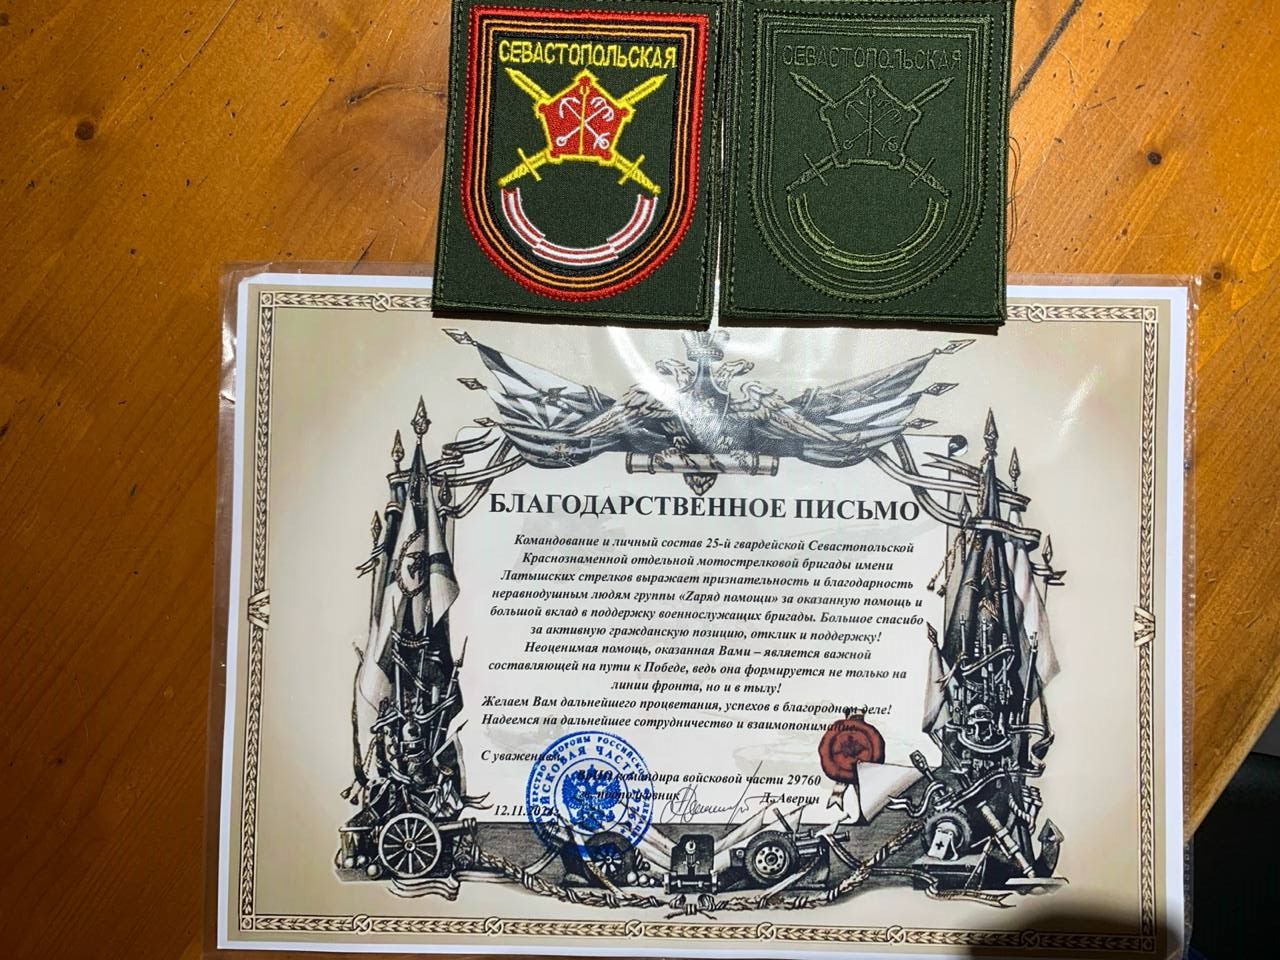 СЕВАСТОПОЛЬСКАЯ
СЕВАСТОПОЛЬСКАЯ
БЛАГОДАРСТВЕННОЕ ПИСЬМО
Командование и личный состав 25-й гвардейской Севастопольской
Краснознаменной отдельной мотострелковой бригады имени
Латышских стрелков выражает признательность и благодарность
неравнодушным людям группы «Zаряд помощи» за оказанную помощь и
большой вклад в поддержку военнослужащих бригады. Большое спасибо
за активную гражданскую позицию, отклик и поддержку!
Неоценимая помощь, оказанная Вами – является важной
составляющей на пути к Победе, ведь она формируется не только на
линии фронта, но и в тылу!
Желаем Вам дальнейшего процветания, успехов в благородном деле!
Надеемся на дальнейшее сотрудничество и взаимопонимание.
С уважением,
командира войсковой части 29760
подполковник Д. Аверин
12.11.